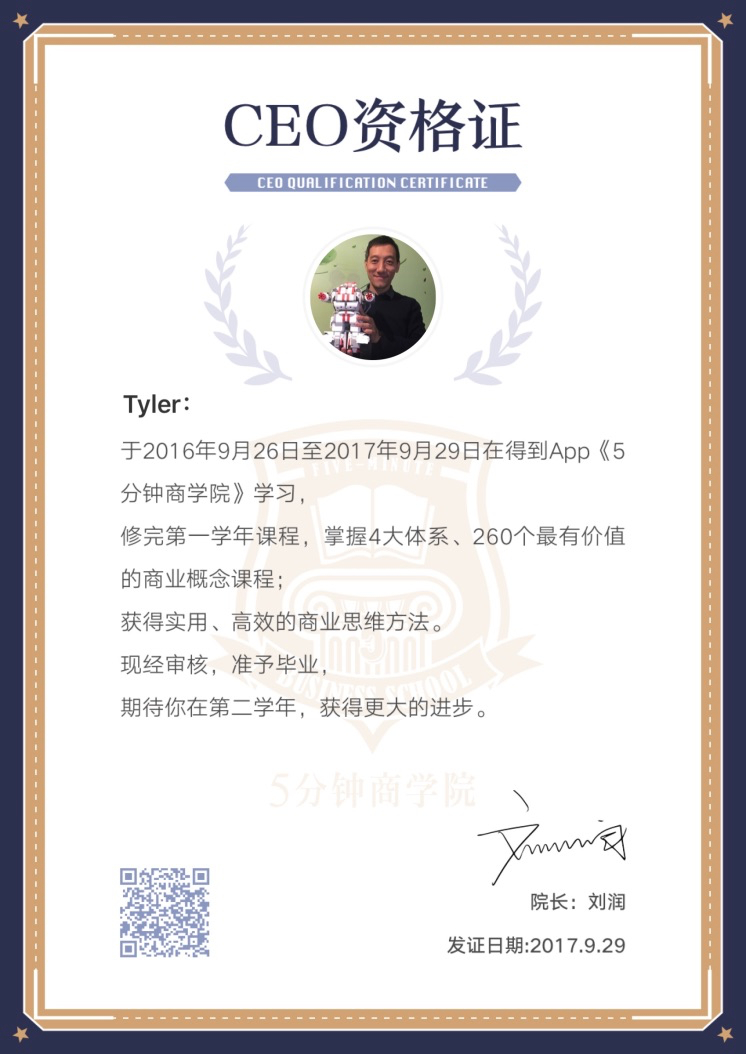 CEO资格证
CEO QUALIFICATION CERTIFICATE
Tyler：
于2016年9月26日至2017年9月29日在得到App《5
分钟商学院》学习，
修完第一学年课程，掌握4大体系、260个最有价值
的商业概念课程；
获得实用、高效的商业思维方法。
现经审核，准予毕业，
期待你在第二学年，获得更大的进步。
FIVE-MINUTE
5
BUSINESS SCHOOL
5分钟商学院
刘润
院长：刘润
发证日期:2017.9.29